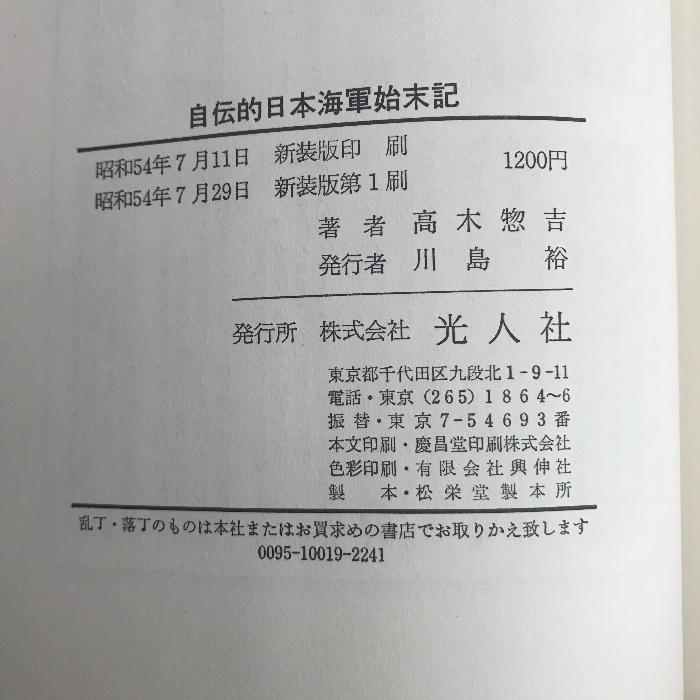 自伝的日本海軍始末記
昭和54年7月11日 新装版印 刷
昭和54年7月29日 新装版第1刷
1200円
著 者 高木惣吉
発行者 川島 裕
発行所 株式会社 光人社
東京都千代田区九段北1-9-11
電話・東京(265)1864〜6
振替・東京7-54693番
本文印刷・慶昌堂印刷株式会社
色彩印刷・有限会社興伸社
製 本・松栄堂製本所
乱丁・落丁のものは本社またはお買求めの書店でお取りかえ致します
0095-10019-2241